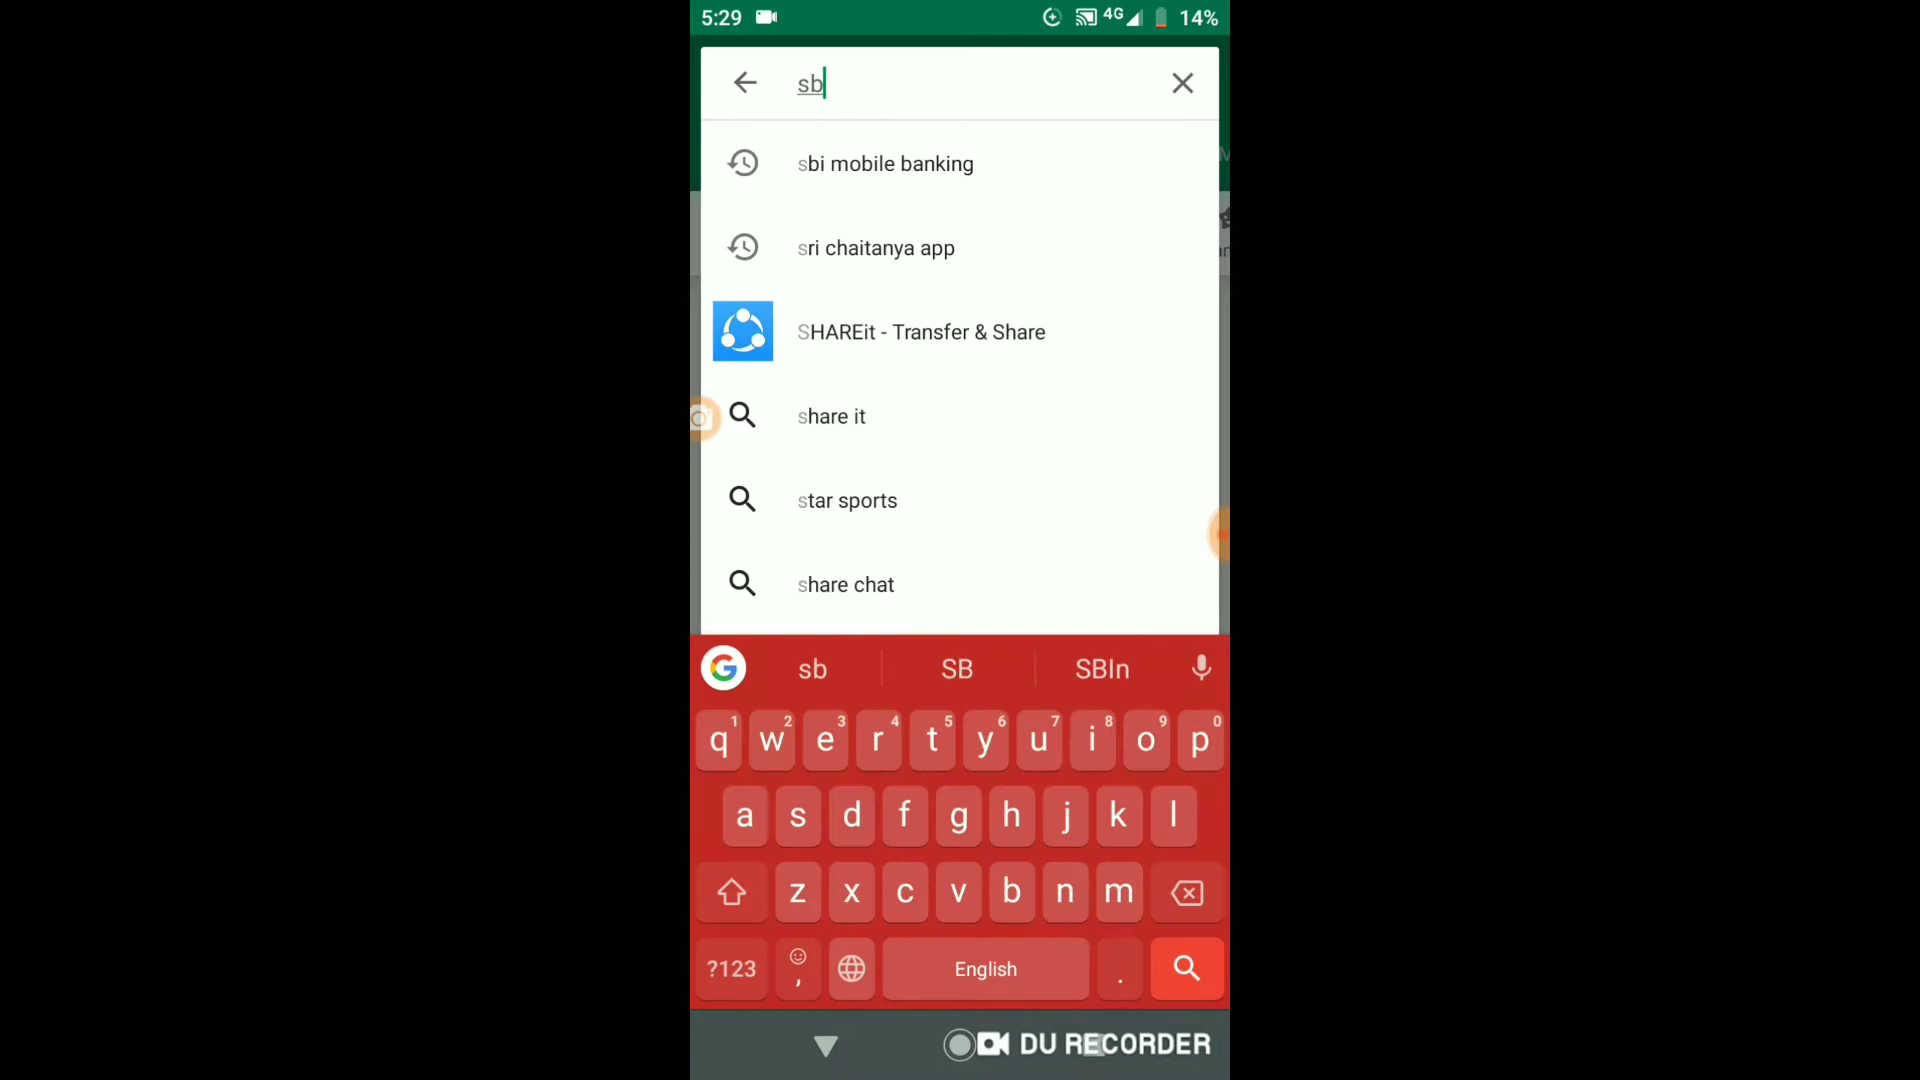 5:29 4G 14%
sb
sbi mobile banking
sri chaitanya app
SHAREit - Transfer & Share
share it
star sports
share chat
sb SB SBIn
1 2 3 4 5 6 7 8 9 0
q w e r t y u i o p
a s d f g h j k l
z x c v b n m
?123 , English .
DU RECORDER